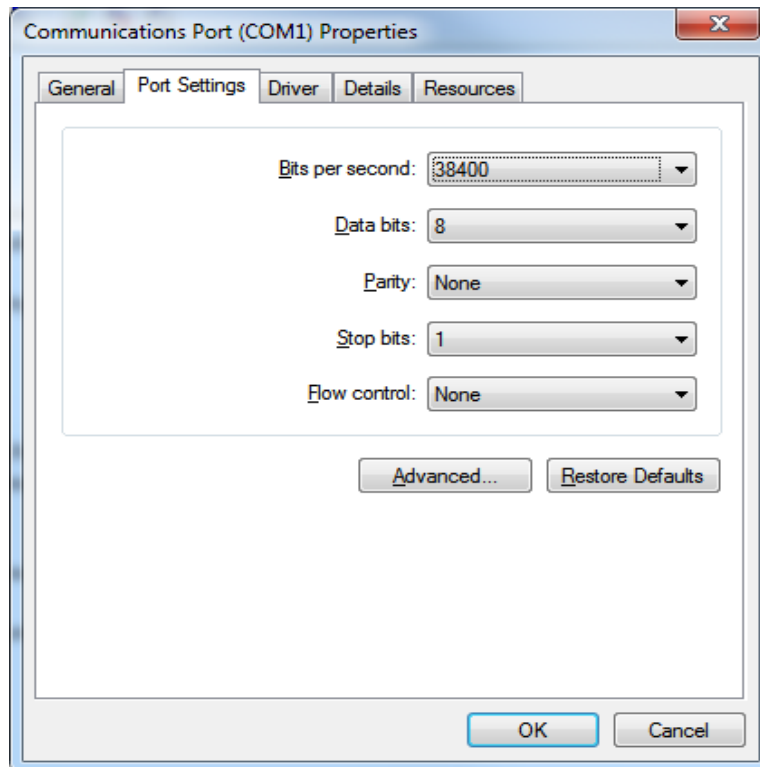 Communications Port (COM1) Properties
General Port Settings Driver Details Resources
Bits per second: 38400
Data bits: 8
Parity: None
Stop bits: 1
Flow control: None
Advanced... Restore Defaults
OK Cancel